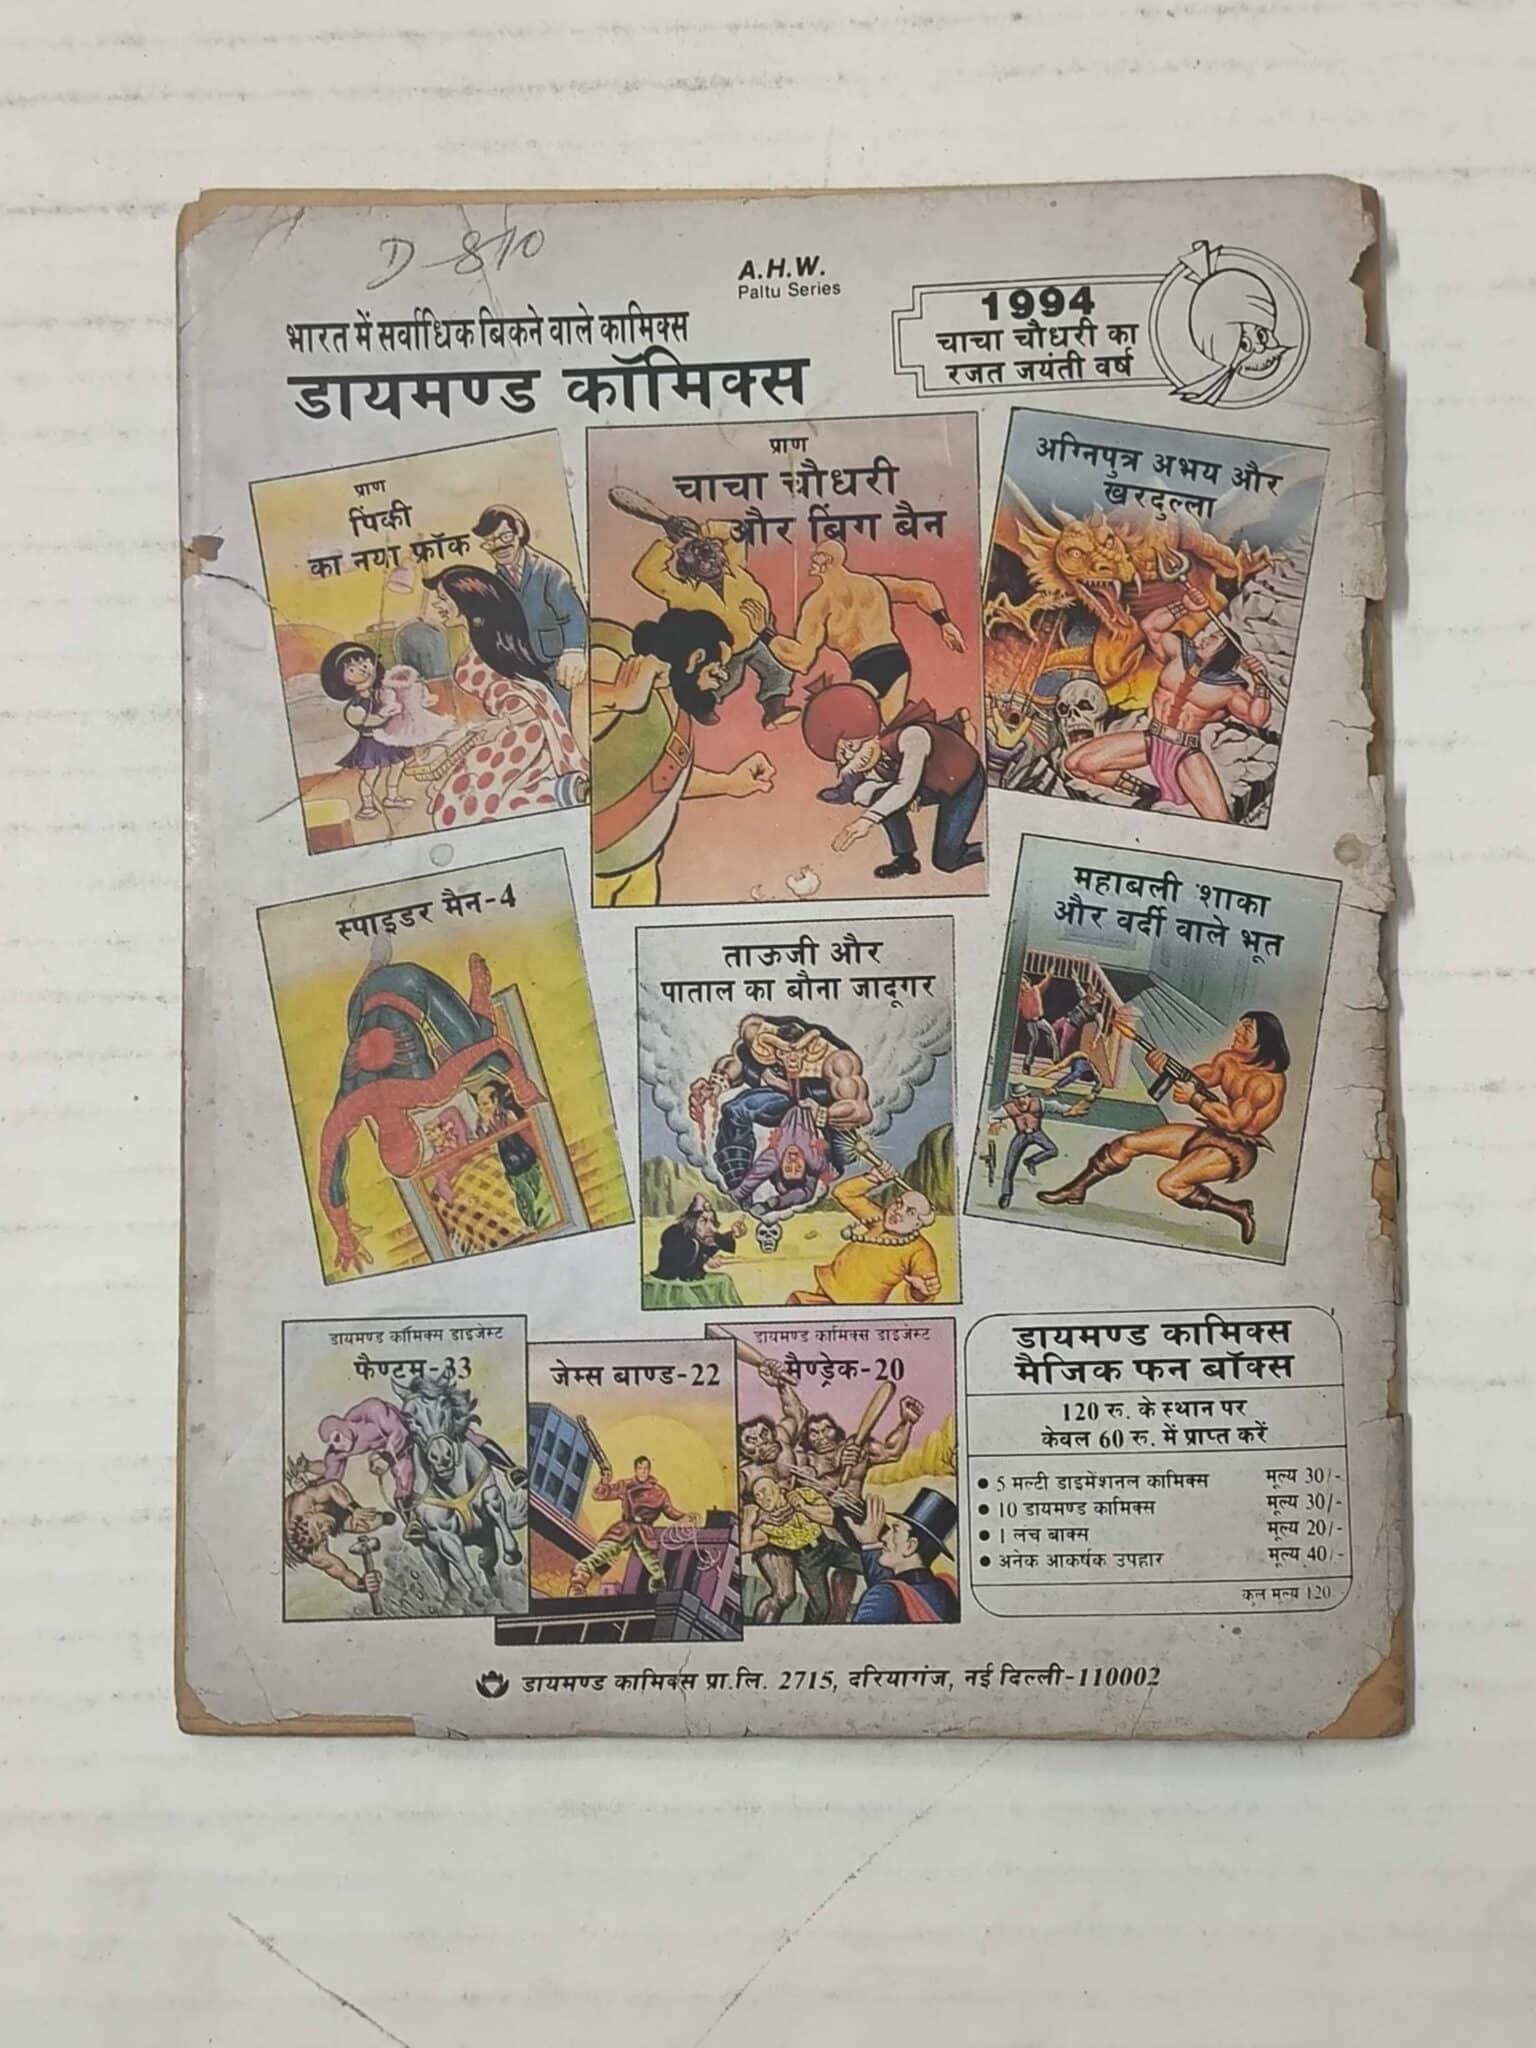 D-810
A.H.W.
Paltu Series
भारत में सर्वाधिक बिकने वाले कामिक्स
डायमण्ड कॉमिक्स
1994
चाचा चौधरी का
रजत जयंती वर्ष
प्राण
पिंकी
का नया फ्रॉक
प्राण
चाचा चौधरी
और बिग बैन
अग्निपुत्र अभय और
खरदुल्ला
स्पाइडर मैन-4
ताऊजी और
पाताल का बौना जादूगर
महाबली शाका
और वर्दी वाले भूत
डायमण्ड कॉमिक्स डाइजेस्ट
फैण्टम-33
जेम्स बाण्ड-22
डायमण्ड कामिक्स डाइजेस्ट
मैण्ड्रेक-20
डायमण्ड कामिक्स
मैजिक फन बॉक्स
120 रु. के स्थान पर
केवल 60 रु. में प्राप्त करें
● 5 मल्टी डाइमेंशनल कामिक्स मूल्य 30/-
● 10 डायमण्ड कामिक्स मूल्य 30/-
● 1 लंच बाक्स मूल्य 20/-
● अनेक आकर्षक उपहार मूल्य 40/-
कुल मूल्य 120
डायमण्ड कामिक्स प्रा.लि. 2715, दरियागंज, नई दिल्ली-110002